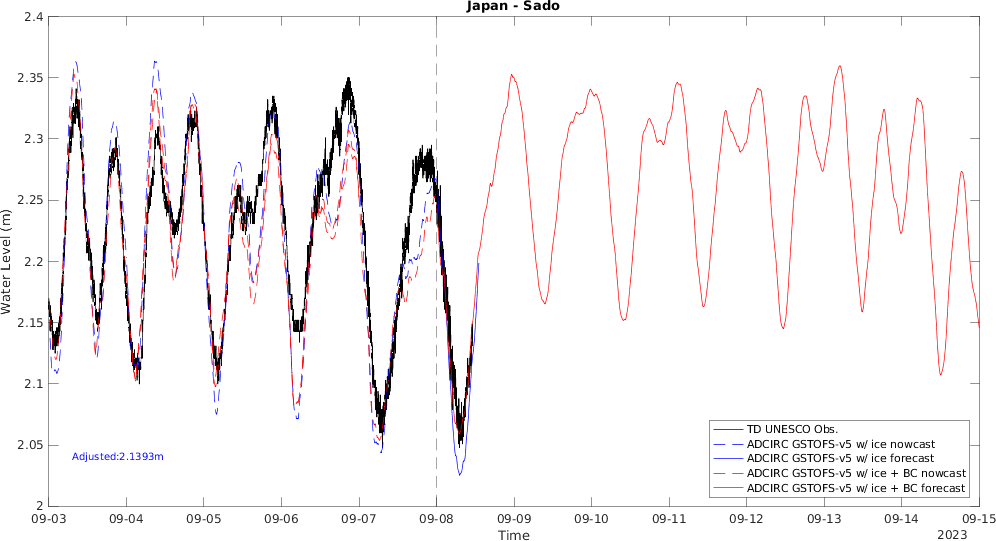 Japan - Sado
Water Level (m)
2.4
2.35
2.3
2.25
2.2
2.15
2.1
2.05
2
Adjusted:2.1393m
TD UNESCO Obs.
ADCIRC GSTOFS-v5 w/ ice nowcast
ADCIRC GSTOFS-v5 w/ ice forecast
ADCIRC GSTOFS-v5 w/ ice + BC nowcast
ADCIRC GSTOFS-v5 w/ ice + BC forecast
09-03 09-04 09-05 09-06 09-07 09-08 09-09 09-10 09-11 09-12 09-13 09-14 09-15
Time
2023